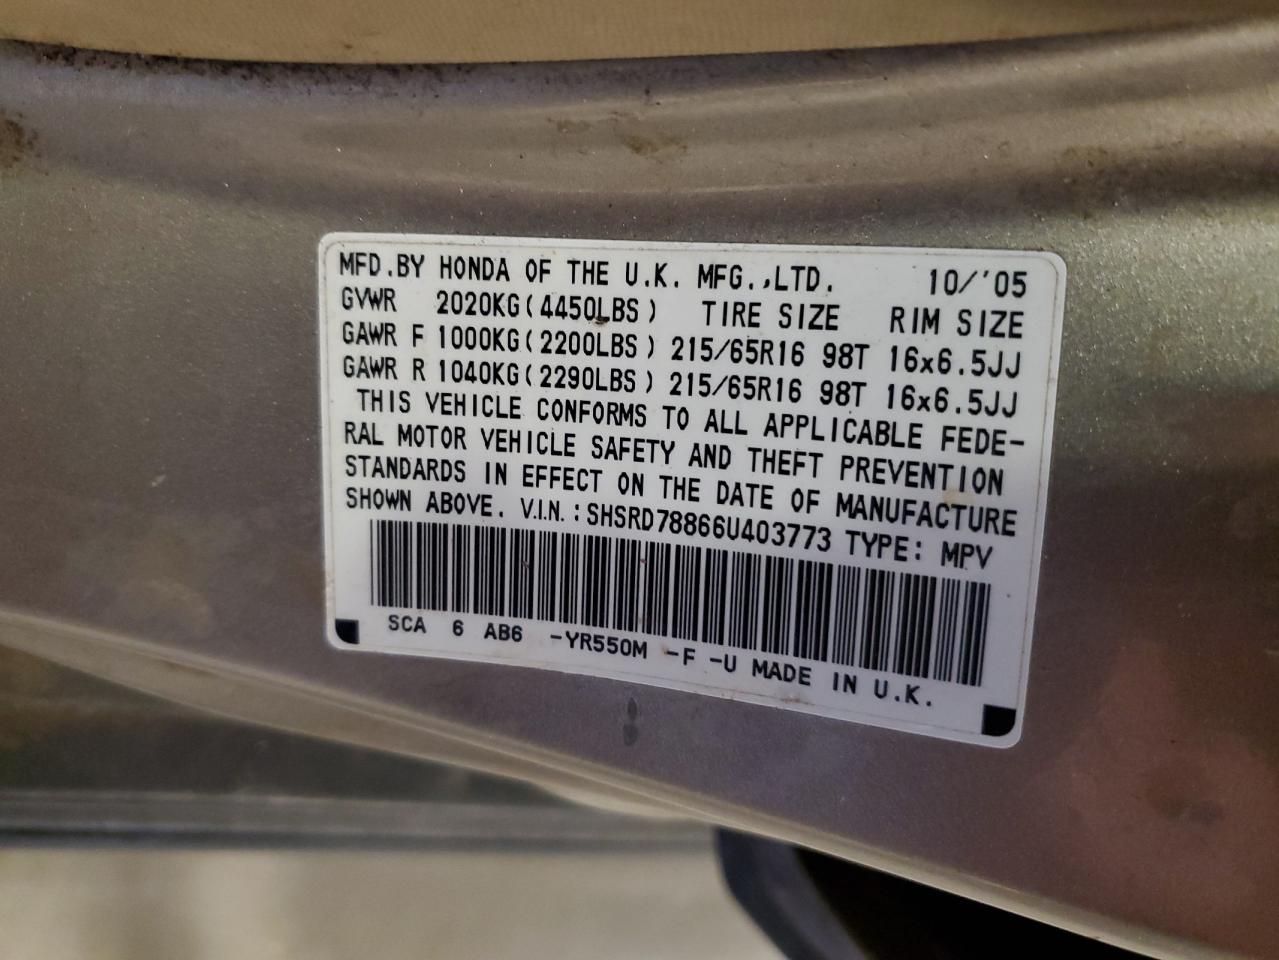 MFD.BY HONDA OF THE U.K. MFG.,LTD. 10/'05
GVWR 2020KG(4450LBS) TIRE SIZE RIM SIZE
GAWR F 1000KG(2200LBS) 215/65R16 98T 16x6.5JJ
GAWR R 1040KG(2290LBS) 215/65R16 98T 16x6.5JJ
THIS VEHICLE CONFORMS TO ALL APPLICABLE FEDE-
RAL MOTOR VEHICLE SAFETY AND THEFT PREVENTION
STANDARDS IN EFFECT ON THE DATE OF MANUFACTURE
SHOWN ABOVE. V.I.N.:SHSRD78866U403773 TYPE: MPV
SCA 6 AB6 -YR550M -F -U MADE IN U.K.